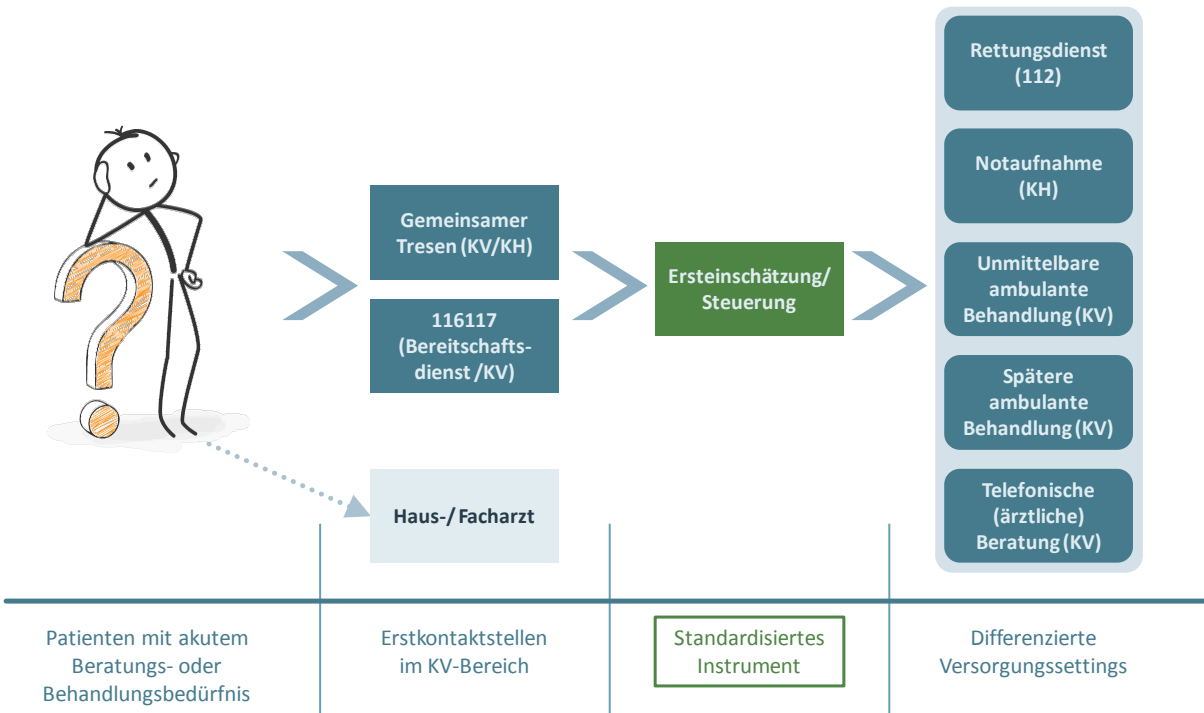 Rettungsdienst
(112)
Notaufnahme
(KH)
Gemeinsamer
Tresen (KV/KH)
Unmittelbare
ambulante
Behandlung (KV)
Ersteinschätzung/
Steuerung
116117
(Bereitschafts-
dienst /KV)
Spätere
ambulante
Behandlung (KV)
Haus-/ Facharzt
Telefonische
(ärztliche)
Beratung (KV)
Patienten mit akutem
Beratungs- oder
Behandlungsbedürfnis
Erstkontaktstellen
im KV-Bereich
Standardisiertes
Instrument
Differenzierte
Versorgungssettings